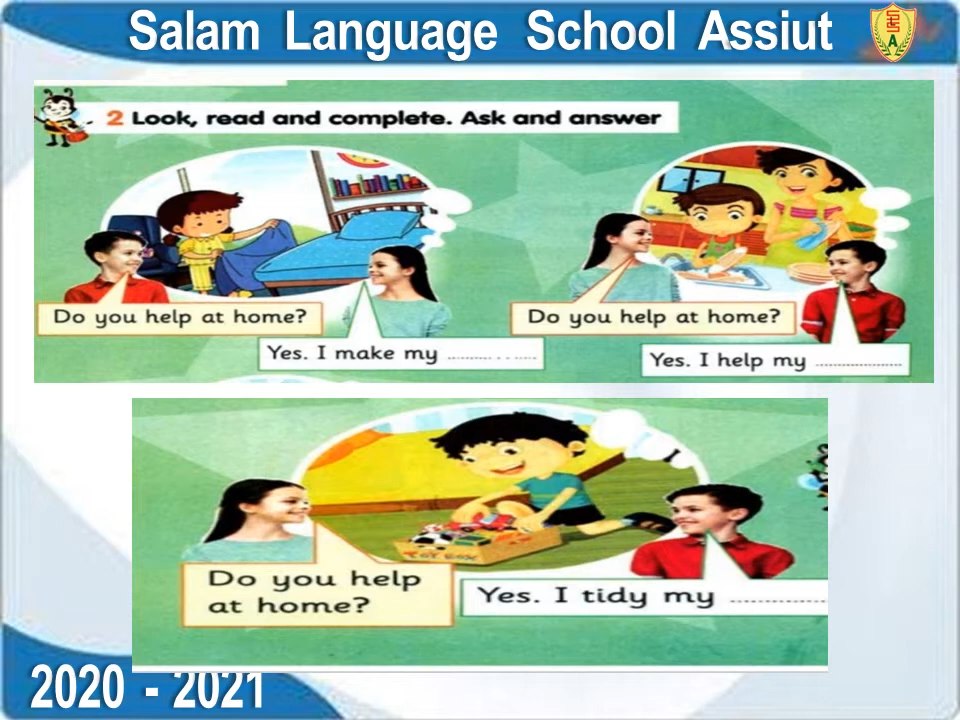 Salam Language School Assiut
A
2 Look, read and complete. Ask and answer
Do you help at home?
Yes. I make my ...................
Do you help at home?
Yes. I help my ......................
I
TOY BOX
Do you help
at home?
Yes. I tidy my ................
2020 - 2021